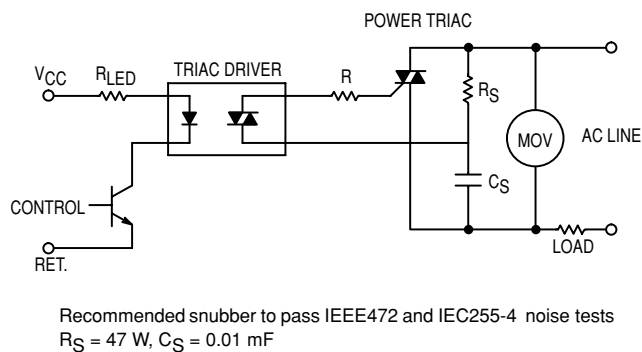 POWER TRIAC
VCC
RLED
TRIAC DRIVER
R
RS
MOV
AC LINE
CS
CONTROL
RET.
LOAD
Recommended snubber to pass IEEE472 and IEC255-4 noise tests
RS = 47 W, CS = 0.01 mF